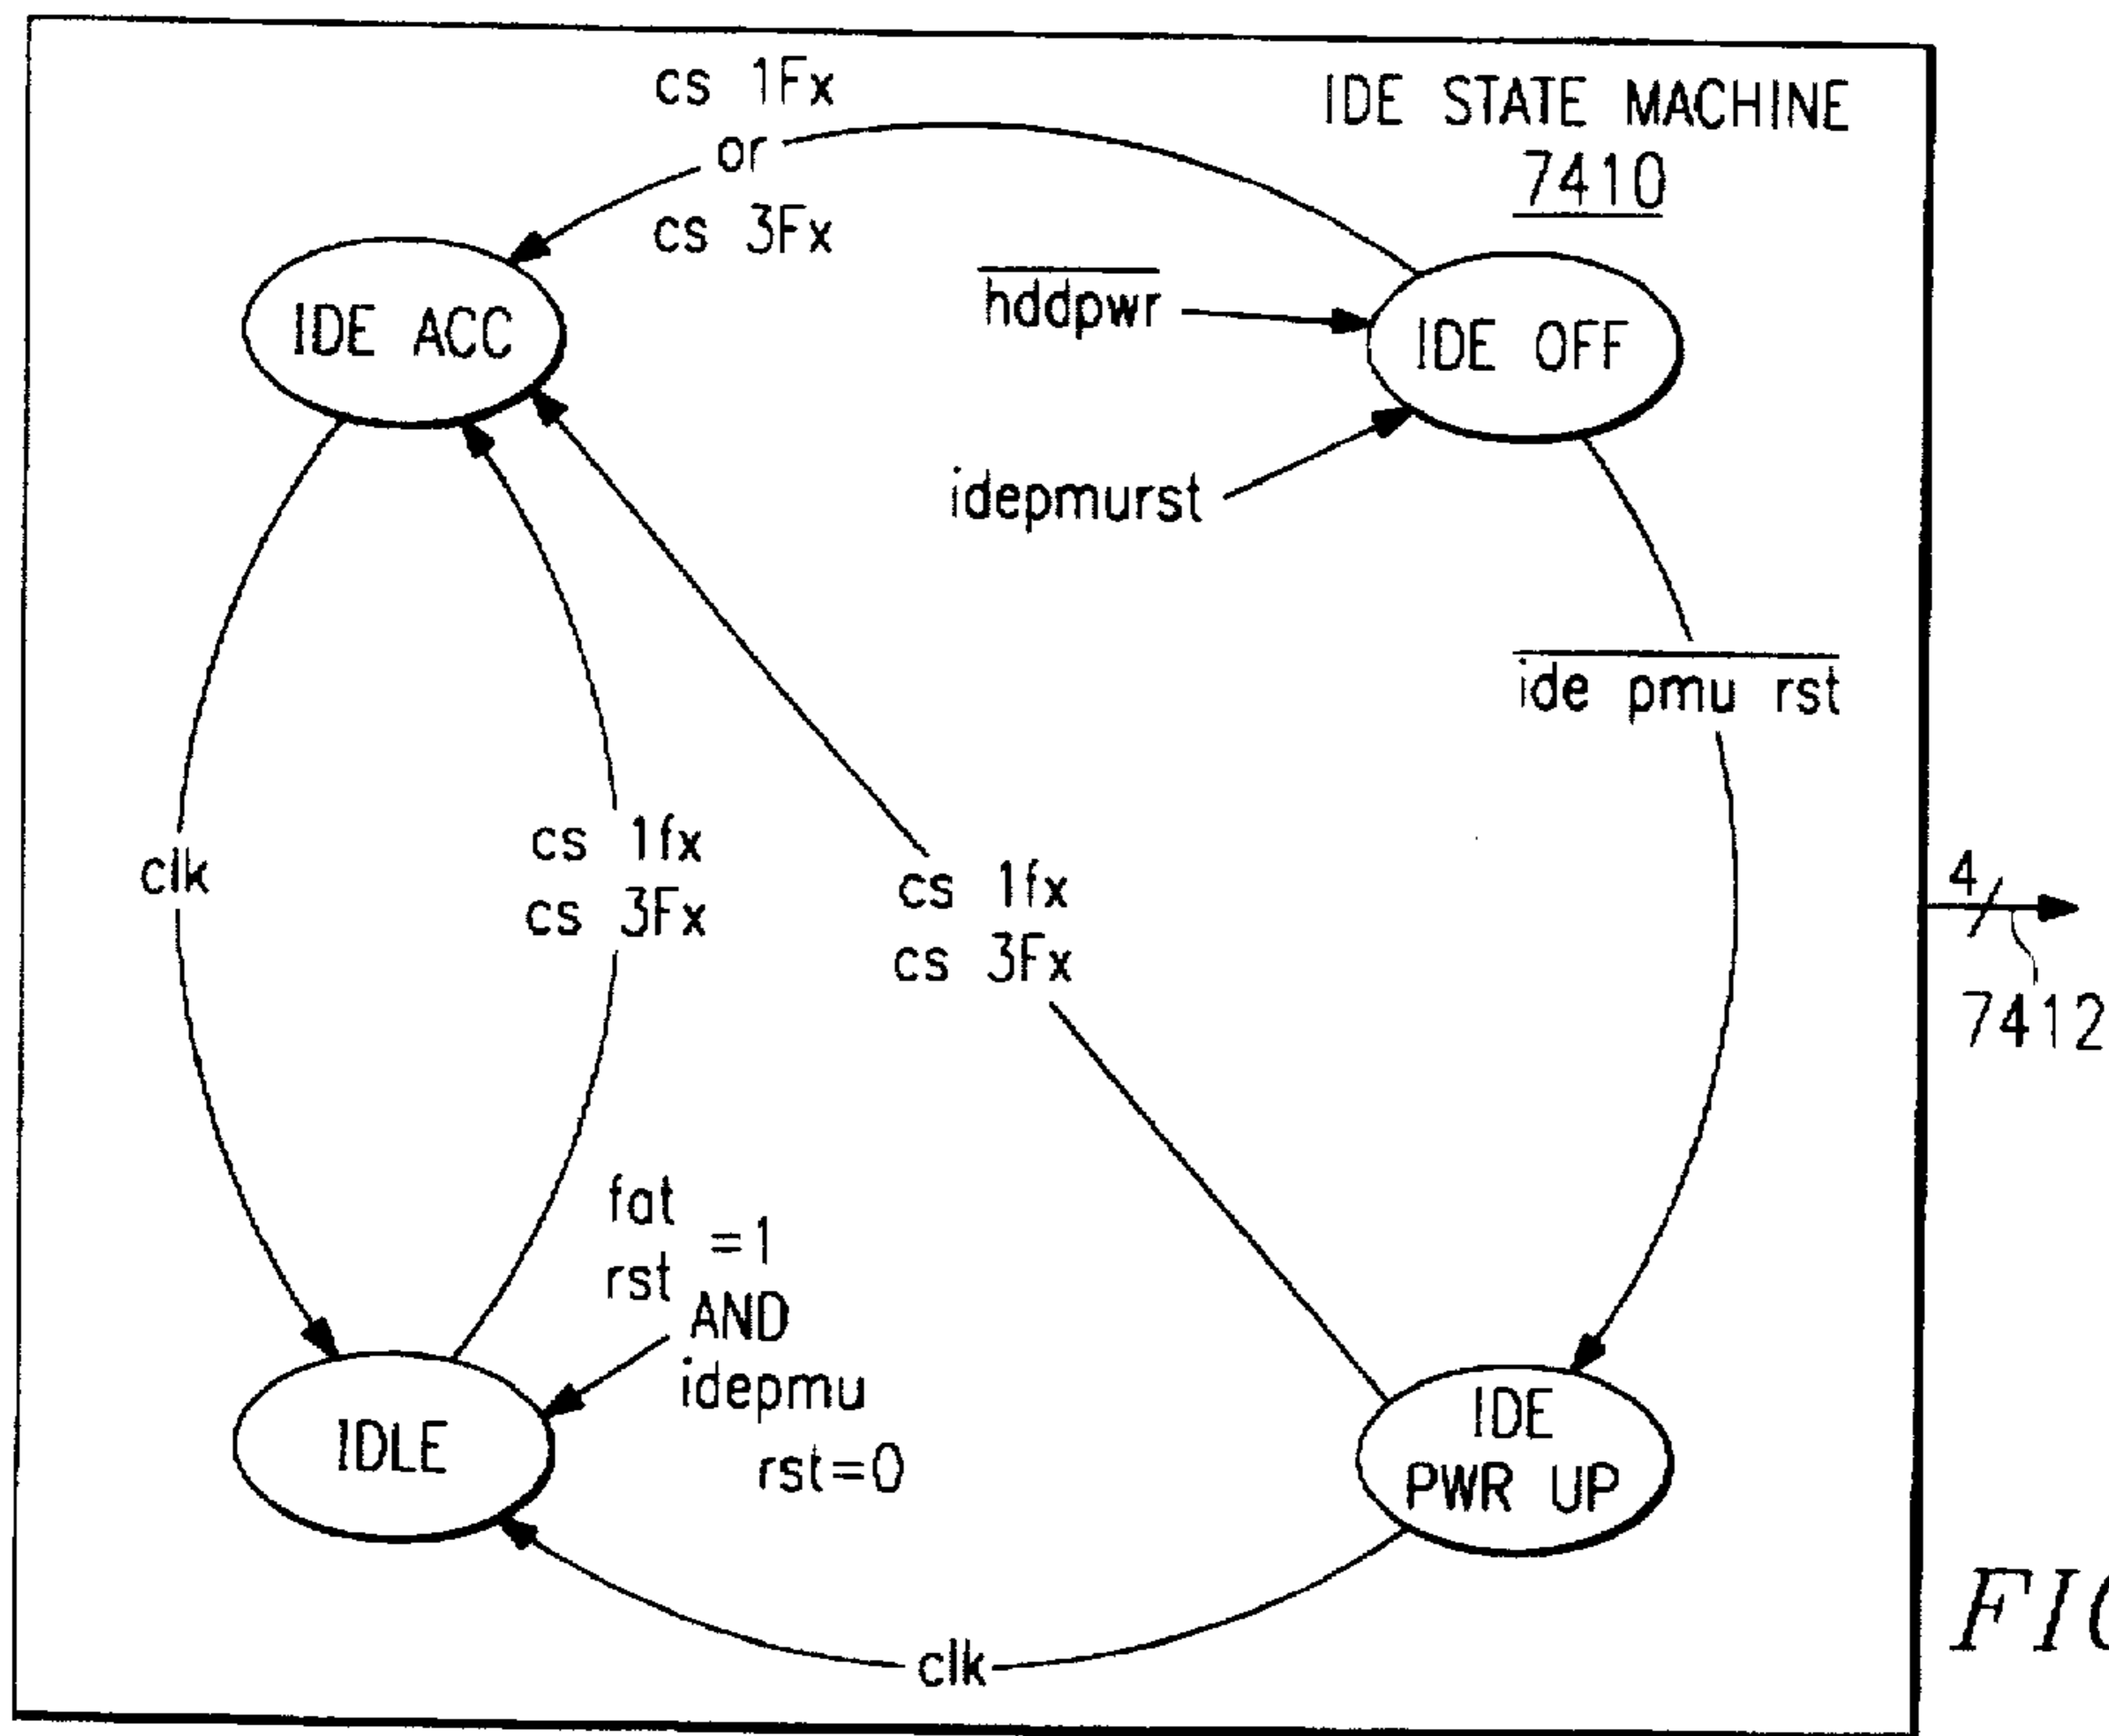 cs 1Fx
or
cs 3Fx
IDE STATE MACHINE
7410
IDE ACC
hddpwr
IDE OFF
idepmurst
ide pmu rst
clk
cs 1fx
cs 3Fx
cs 1fx
cs 3Fx
4
7412
fat
rst =1
AND
idepmu
rst=0
IDLE
IDE
PWR UP
clk